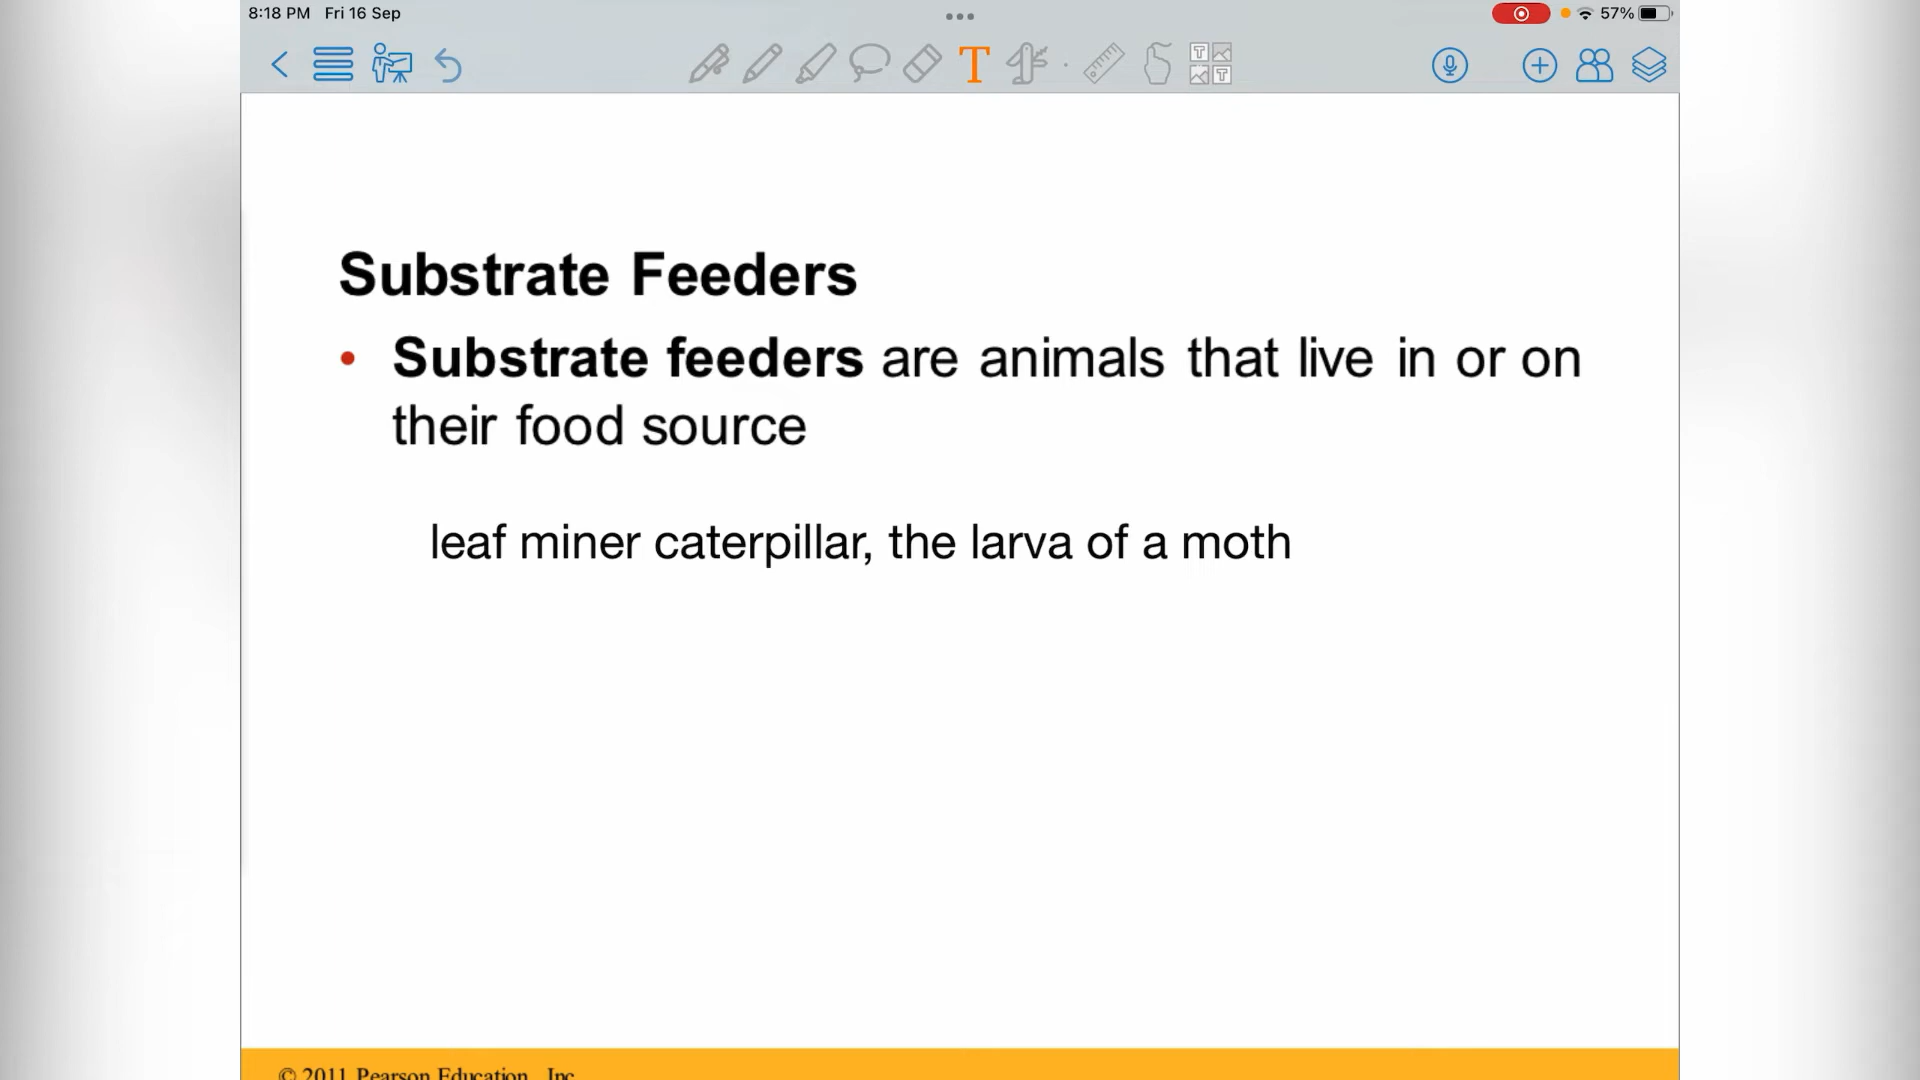 8:18 PM Fri 16 Sep
57%
Substrate Feeders
• Substrate feeders are animals that live in or on
their food source
leaf miner caterpillar, the larva of a moth
© 2011 Pearson Education, Inc.